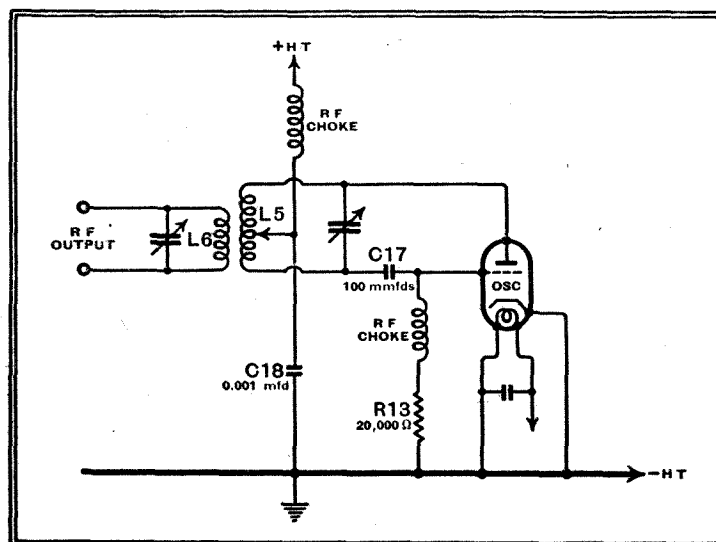 +HT
RF
CHOKE
L5
L6
RF
OUTPUT
C17
100 mmfds
OSC
RF
CHOKE
C18
0.001 mfd
R13
20,000 Ω
-HT